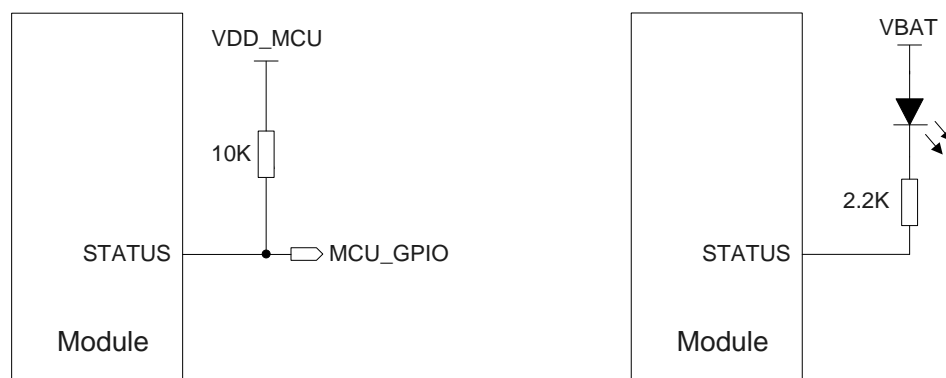 VDD_MCU
10K
STATUS
MCU_GPIO
Module
VBAT
2.2K
STATUS
Module